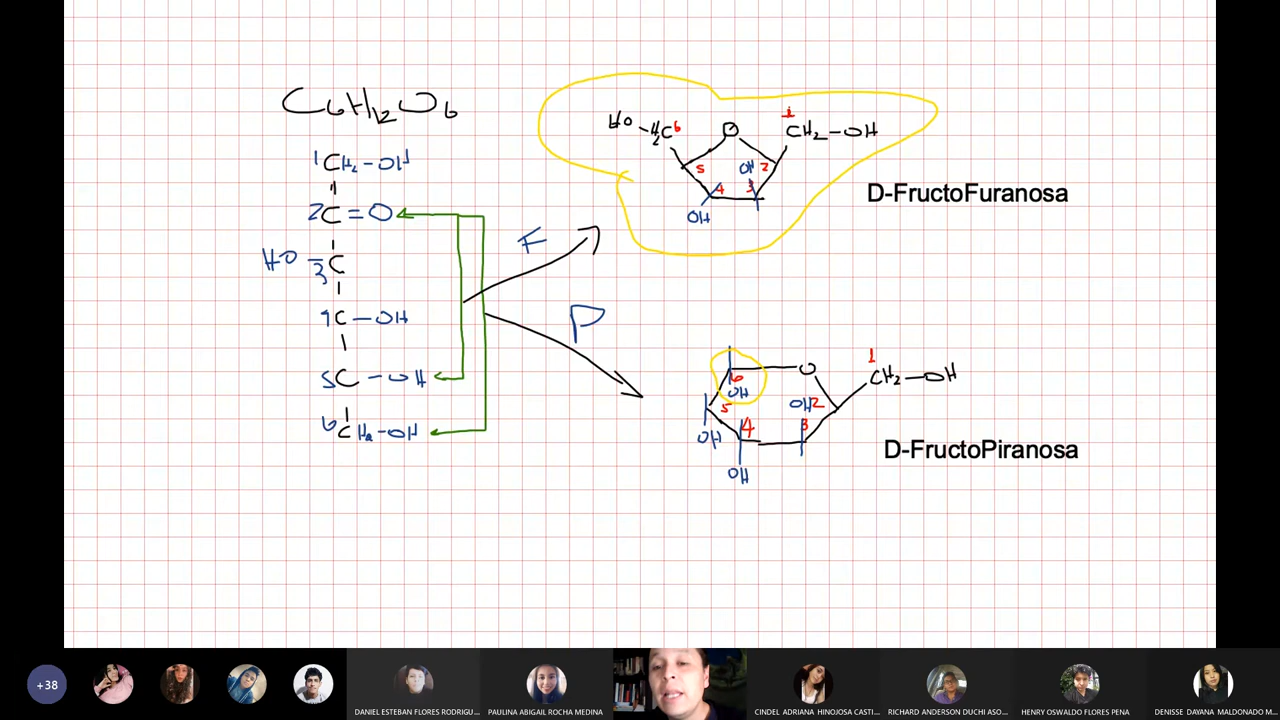 C6H12O6
1CH2-OH
2C=O
HO-3C
4C-OH
5C-OH
6CH2-OH
F
P
HO-H2C6
O
1
CH2-OH
5
OH
2
4
3
OH
D-FructoFuranosa
O
1
CH2-OH
6
OH
5
OH2
4
3
OH
OH
D-FructoPiranosa
+38
DANIEL ESTEBAN FLORES RODRIGU...
PAULINA ABIGAIL ROCHA MEDINA
CINDEL ADRIANA HINOJOSA CASTI...
RICHARD ANDERSON DUCHI ASO...
HENRY OSWALDO FLORES PENA
DENISSE DAYANA MALDONADO M...